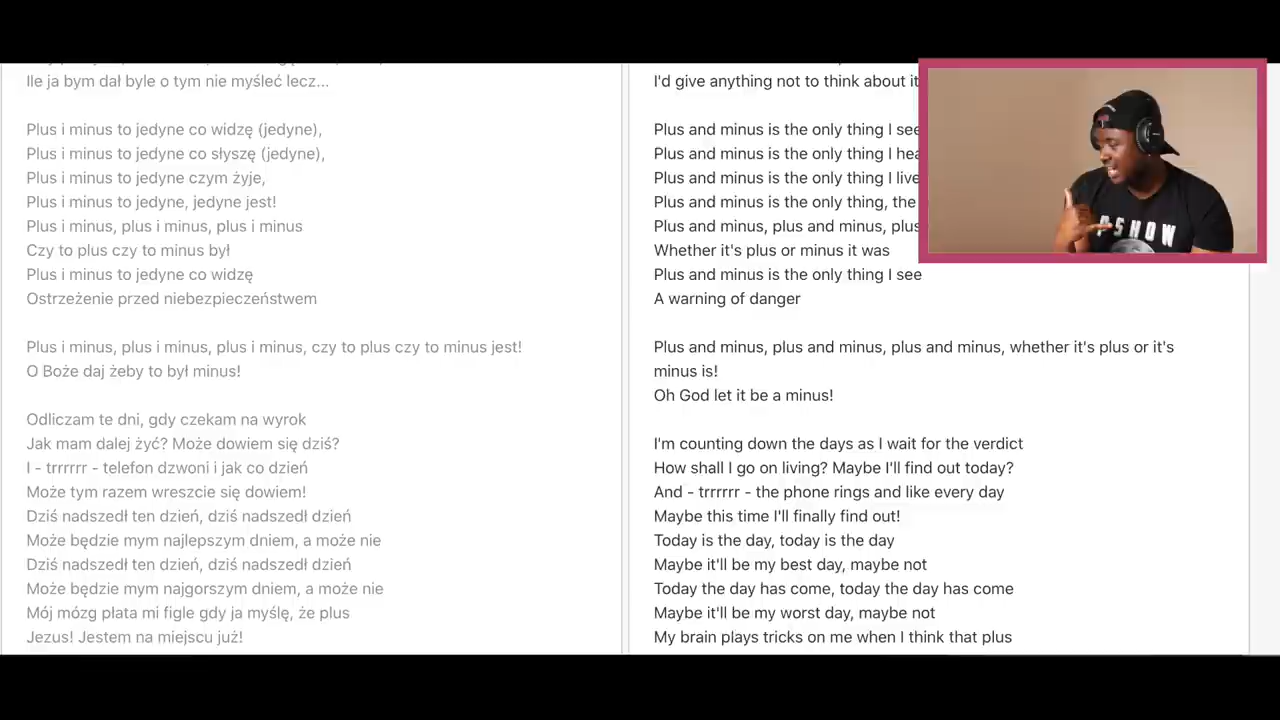 Ile ja bym dał byle o tym nie myśleć lecz...
Plus i minus to jedyne co widzę (jedyne),
Plus i minus to jedyne co słyszę (jedyne),
Plus i minus to jedyne czym żyje,
Plus i minus to jedyne, jedyne jest!
Plus i minus, plus i minus, plus i minus
Czy to plus czy to minus był
Plus i minus to jedyne co widzę
Ostrzeżenie przed niebezpieczeństwem
Plus i minus, plus i minus, plus i minus, czy to plus czy to minus jest!
O Boże daj żeby to był minus!
Odliczam te dni, gdy czekam na wyrok
Jak mam dalej żyć? Może dowiem się dziś?
I - trrrrrr - telefon dzwoni i jak co dzień
Może tym razem wreszcie się dowiem!
Dziś nadszedł ten dzień, dziś nadszedł dzień
Może będzie mym najlepszym dniem, a może nie
Dziś nadszedł ten dzień, dziś nadszedł dzień
Może będzie mym najgorszym dniem, a może nie
Mój mózg płata mi figle gdy ja myślę, że plus
Jezus! Jestem na miejscu już!
I'd give anything not to think about it
Plus and minus is the only thing I see
Plus and minus is the only thing I hea
Plus and minus is the only thing I live
Plus and minus is the only thing, the
Plus and minus, plus and minus, plus
Whether it's plus or minus it was
Plus and minus is the only thing I see
A warning of danger
Plus and minus, plus and minus, plus and minus, whether it's plus or it's
minus is!
Oh God let it be a minus!
I'm counting down the days as I wait for the verdict
How shall I go on living? Maybe I'll find out today?
And - trrrrrr - the phone rings and like every day
Maybe this time I'll finally find out!
Today is the day, today is the day
Maybe it'll be my best day, maybe not
Today the day has come, today the day has come
Maybe it'll be my worst day, maybe not
My brain plays tricks on me when I think that plus
SHOW